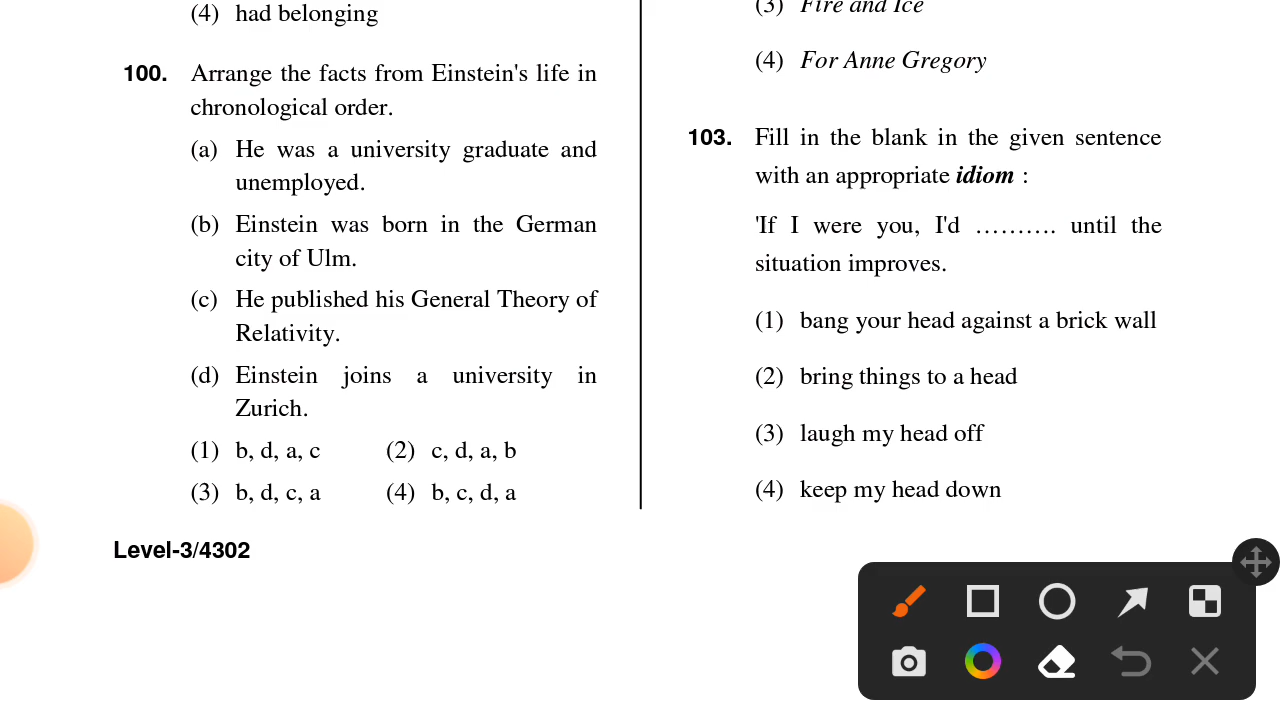 (4) had belonging
100. Arrange the facts from Einstein's life in
chronological order.
(a) He was a university graduate and
unemployed.
(b) Einstein was born in the German
city of Ulm.
(c) He published his General Theory of
Relativity.
(d) Einstein joins a university in
Zurich.
(1) b, d, a, c (2) c, d, a, b
(3) b, d, c, a (4) b, c, d, a
Level-3/4302
(3) Fire and Ice
(4) For Anne Gregory
103. Fill in the blank in the given sentence
with an appropriate idiom :
'If I were you, I'd ………. until the
situation improves.
(1) bang your head against a brick wall
(2) bring things to a head
(3) laugh my head off
(4) keep my head down